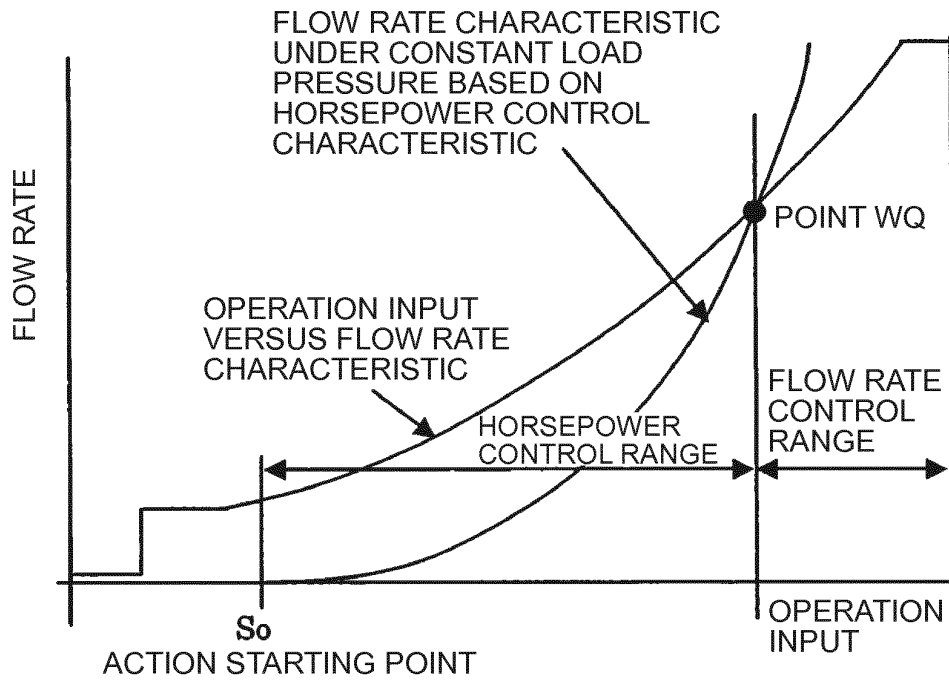 FLOW RATE CHARACTERISTIC
UNDER CONSTANT LOAD
PRESSURE BASED ON
HORSEPOWER CONTROL
CHARACTERISTIC
FLOW RATE
POINT WQ
OPERATION INPUT
VERSUS FLOW RATE
CHARACTERISTIC
FLOW RATE
CONTROL
RANGE
HORSEPOWER
CONTROL RANGE
So
ACTION STARTING POINT
OPERATION
INPUT